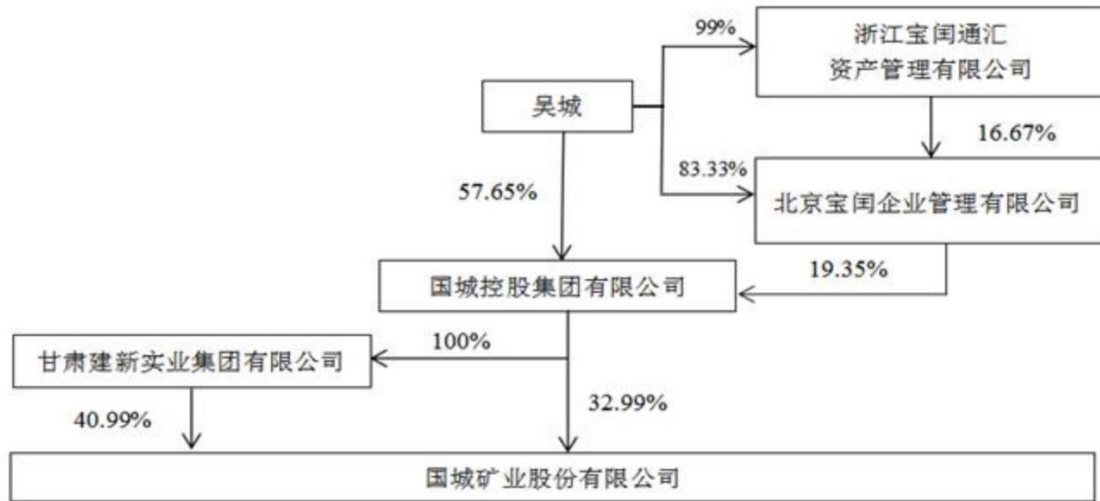 99%
浙江宝闰通汇
资产管理有限公司
吴城
16.67%
83.33%
57.65%
北京宝闰企业管理有限公司
19.35%
国城控股集团有限公司
100%
甘肃建新实业集团有限公司
40.99%
32.99%
国城矿业股份有限公司